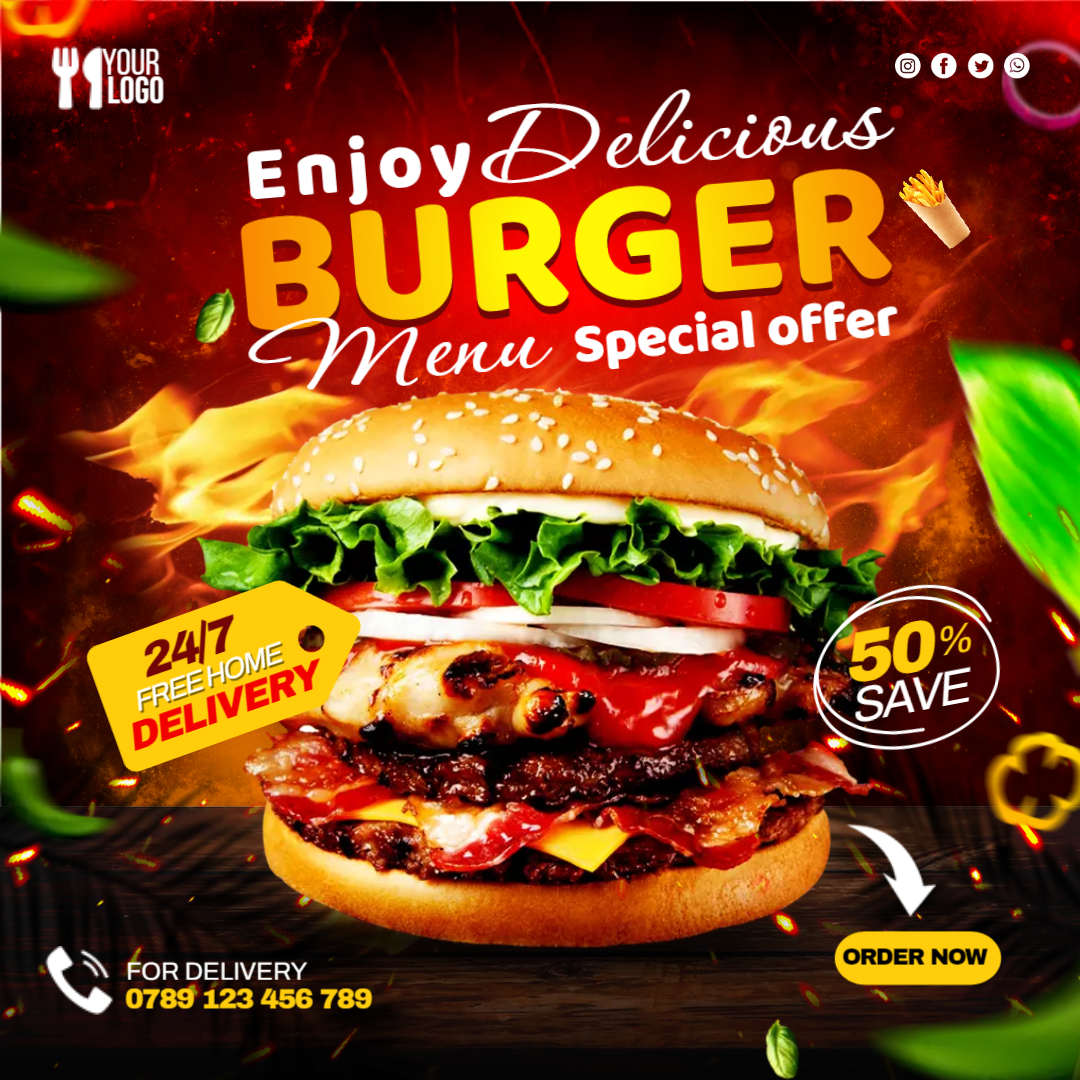 YOUR
LOGO
Enjoy Delicious
BURGER
Menu Special offer
24/7
FREE HOME
DELIVERY
50%
SAVE
ORDER NOW
FOR DELIVERY
0789 123 456 789